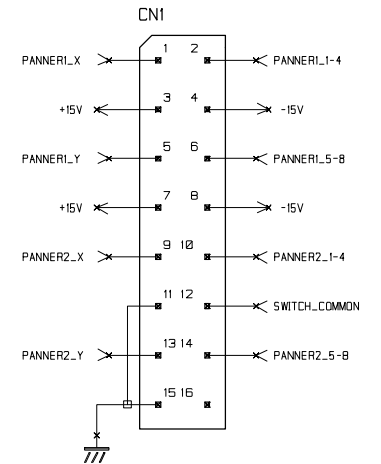 CN1
PANNER1_X 1 2 PANNER1_1-4
+15V 3 4 -15V
PANNER1_Y 5 6 PANNER1_5-8
+15V 7 8 -15V
PANNER2_X 9 10 PANNER2_1-4
11 12 SWITCH_COMMON
PANNER2_Y 13 14 PANNER2_5-8
15 16